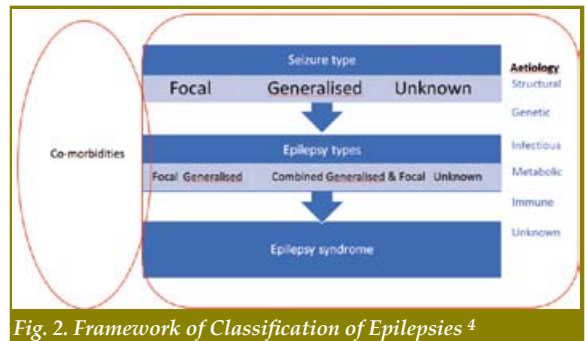 Seizure type
Focal Generalised Unknown
Epilepsy types
Focal Generalised Combined Generalised & Focal Unknown
Epilepsy syndrome
Co-morbidities
Aetiology
Structural
Genetic
Infectious
Metabolic
Immune
Unknown
Fig. 2. Framework of Classification of Epilepsies 4